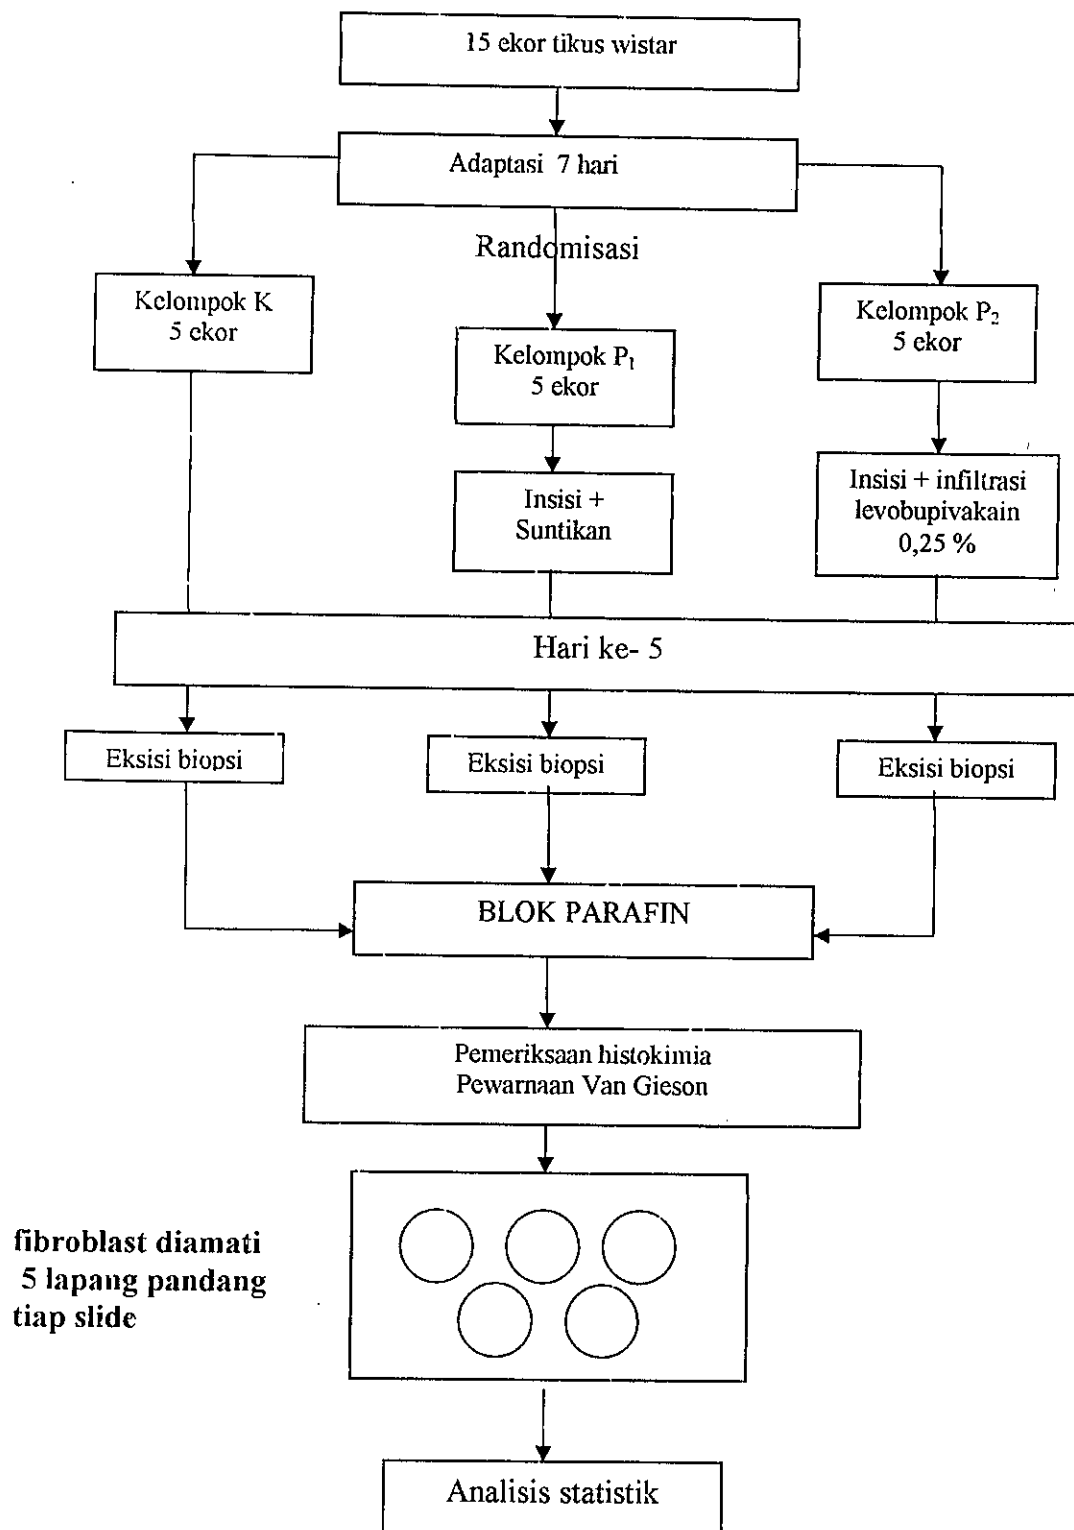 15 ekor tikus wistar
Adaptasi 7 hari
Randomisasi
Kelompok K
5 ekor
Kelompok P₁
5 ekor
Kelompok P₂
5 ekor
Insisi +
Suntikan
Insisi + infiltrasi
levobupivakain
0,25 %
Hari ke- 5
Eksisi biopsi
Eksisi biopsi
Eksisi biopsi
BLOK PARAFIN
Pemeriksaan histokimia
Pewarnaan Van Gieson
fibroblast diamati
5 lapang pandang
tiap slide
Analisis statistik